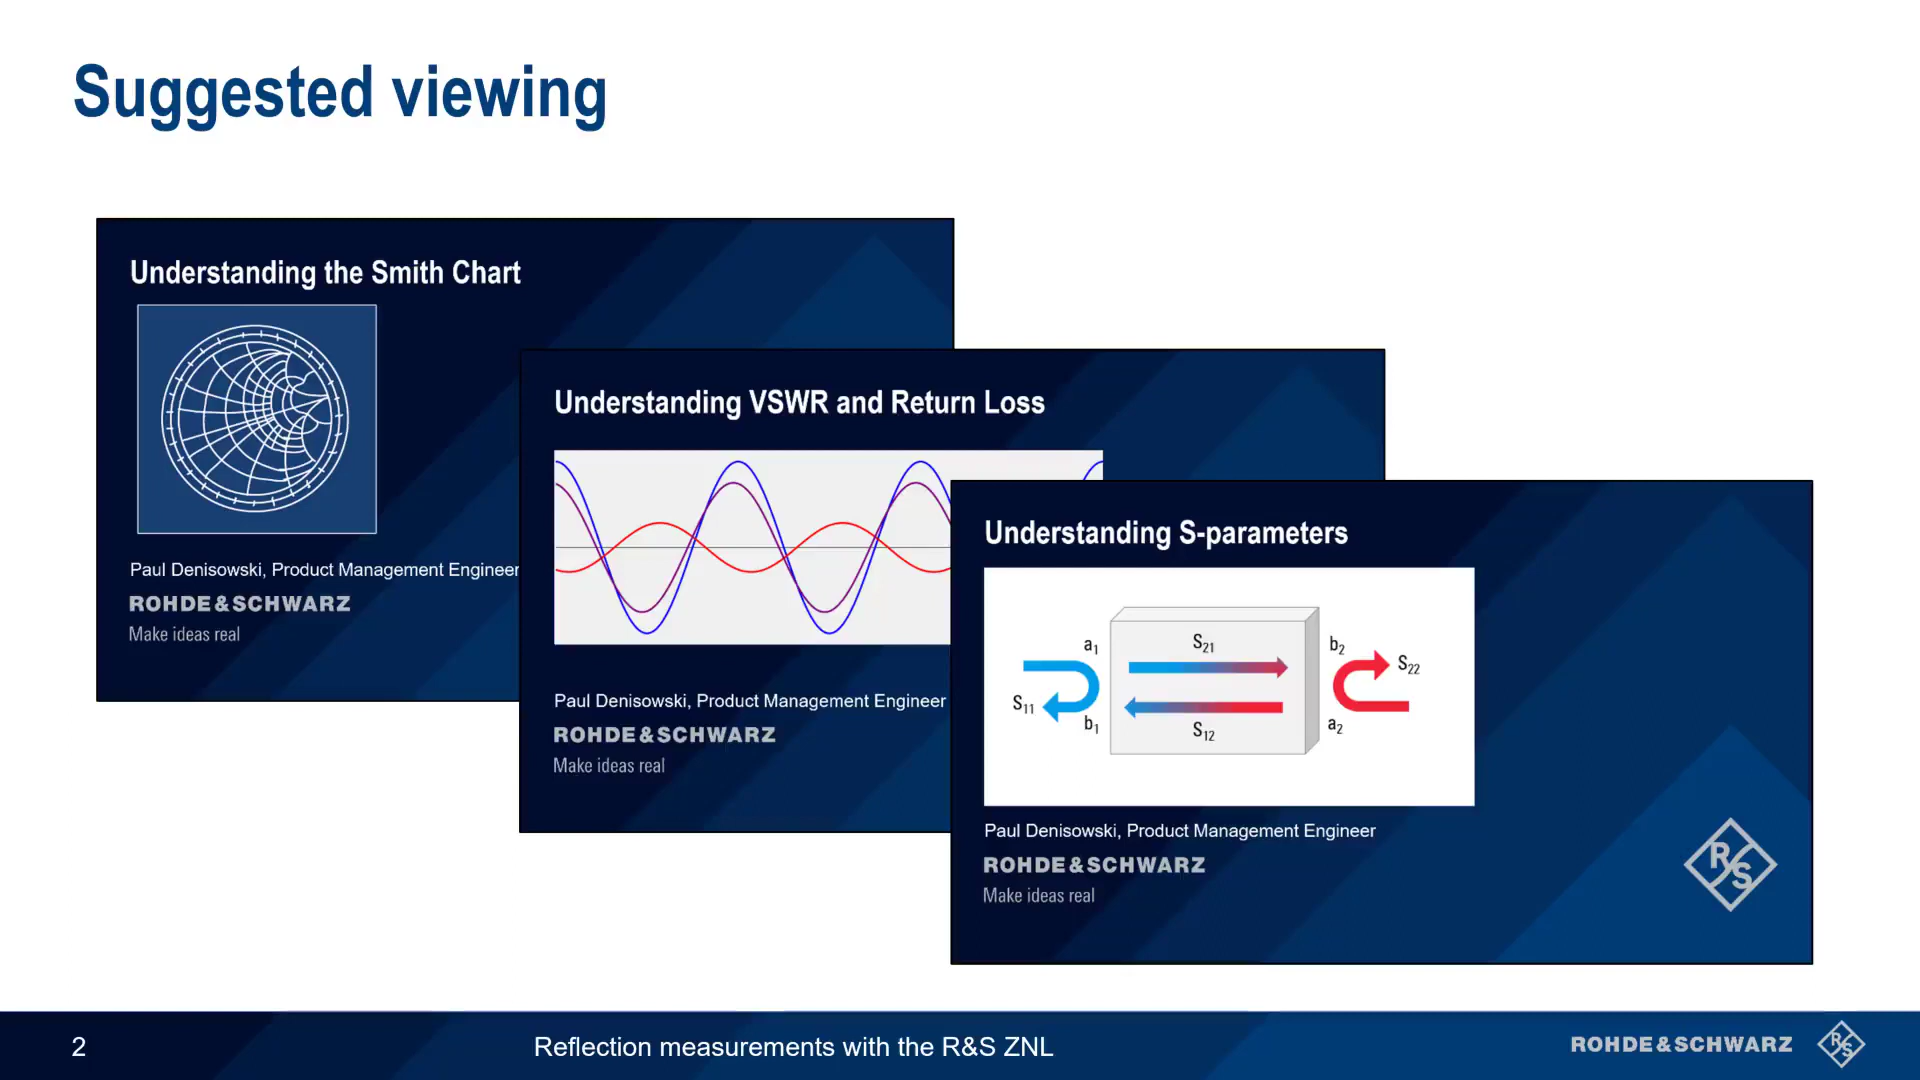 Suggested viewing
Understanding the Smith Chart
Paul Denisowski, Product Management Engineer
ROHDE&SCHWARZ
Make ideas real
Understanding VSWR and Return Loss
Paul Denisowski, Product Management Engineer
ROHDE&SCHWARZ
Make ideas real
Understanding S-parameters
a1
S21
b2
S22
S11
b1
S12
a2
Paul Denisowski, Product Management Engineer
ROHDE&SCHWARZ
Make ideas real
R S
2
Reflection measurements with the R&S ZNL
ROHDE&SCHWARZ
R S